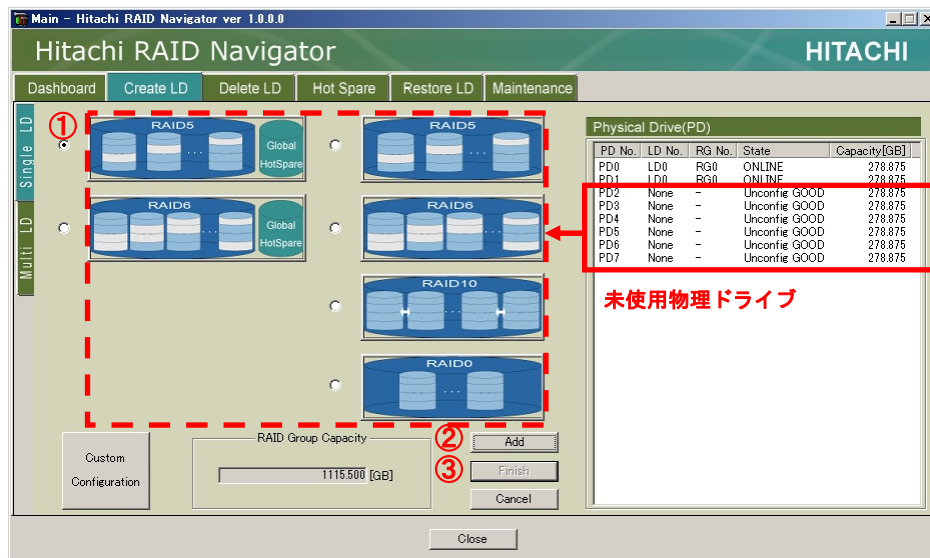 Main - Hitachi RAID Navigator ver 1.0.0.0
Hitachi RAID Navigator
HITACHI
Dashboard Create LD Delete LD Hot Spare Restore LD Maintenance
Single LD
Multi LD
①
RAID5
Global
HotSpare
RAID5
RAID6
Global
HotSpare
RAID6
RAID10
RAID0
Custom
Configuration
RAID Group Capacity
1115.500 [GB]
② Add
③ Finish
Cancel
Physical Drive(PD)
PD No. LD No. RG No. State Capacity[GB]
PD0 LD0 RG0 ONLINE 278.875
PD1 LD0 RG0 ONLINE 278.875
PD2 None - Unconfig GOOD 278.875
PD3 None - Unconfig GOOD 278.875
PD4 None - Unconfig GOOD 278.875
PD5 None - Unconfig GOOD 278.875
PD6 None - Unconfig GOOD 278.875
PD7 None - Unconfig GOOD 278.875
未使用物理ドライブ
Close